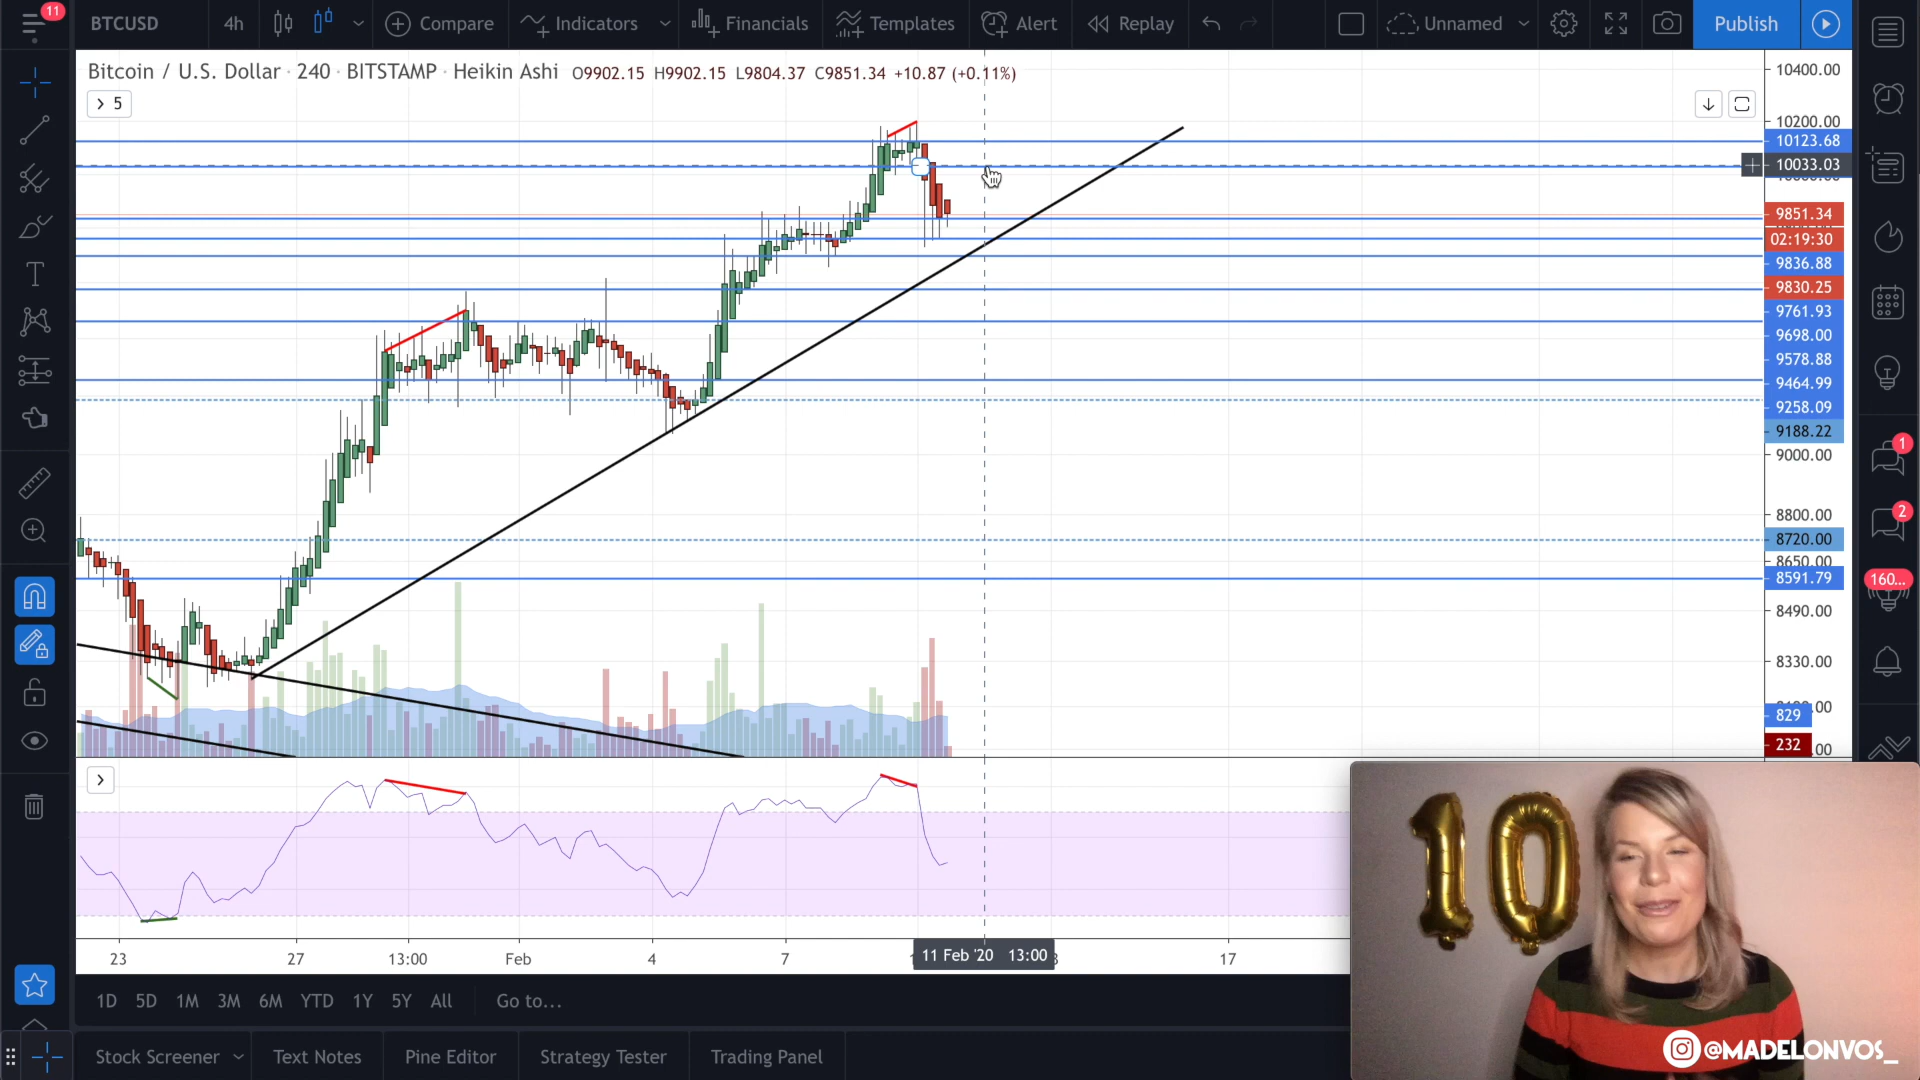 11
BTCUSD
4h
Compare
Indicators
Financials
Templates
Alert
Replay
Unnamed
Publish
Bitcoin / U.S. Dollar · 240 · BITSTAMP · Heikin Ashi O9902.15 H9902.15 L9804.37 C9851.34 +10.87 (+0.11%)
5
10400.00
10200.00
10123.68
10033.03
9851.34
02:19:30
9836.88
9830.25
9761.93
9698.00
9578.88
9464.99
9258.09
9188.22
9000.00
8800.00
8720.00
8650.00
8591.79
8490.00
8330.00
829
232
1
2
160...
23
27
13:00
Feb
4
7
11 Feb '20 13:00
17
1D 5D 1M 3M 6M YTD 1Y 5Y All Go to...
Stock Screener
Text Notes
Pine Editor
Strategy Tester
Trading Panel
10
@MADELONVOS_